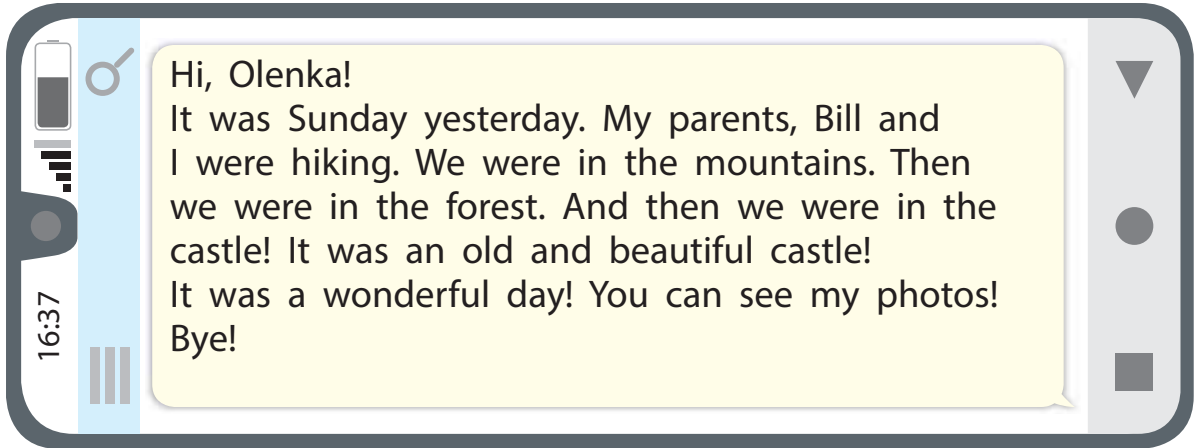 Hi, Olenka!
It was Sunday yesterday. My parents, Bill and
I were hiking. We were in the mountains. Then
we were in the forest. And then we were in the
castle! It was an old and beautiful castle!
It was a wonderful day! You can see my photos!
Bye!
16:37